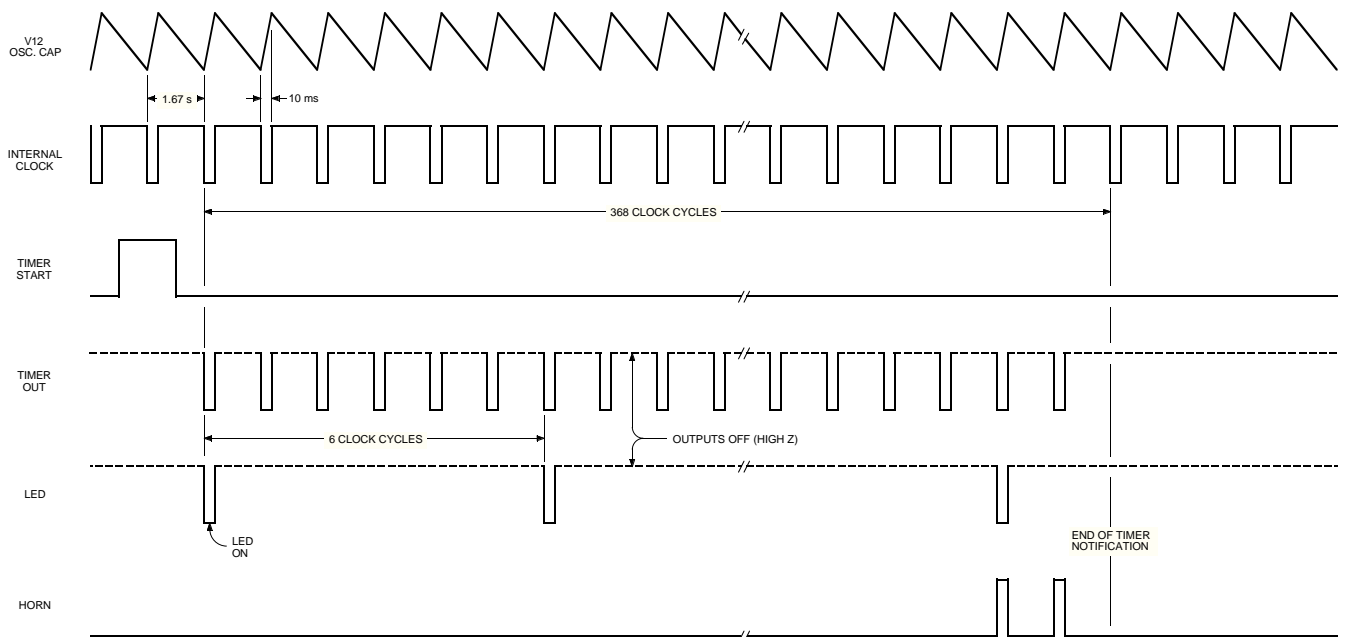 V12
OSC. CAP
1.67 s
10 ms
INTERNAL
CLOCK
368 CLOCK CYCLES
TIMER
START
TIMER
OUT
6 CLOCK CYCLES
OUTPUTS OFF (HIGH Z)
LED
LED
ON
END OF TIMER
NOTIFICATION
HORN